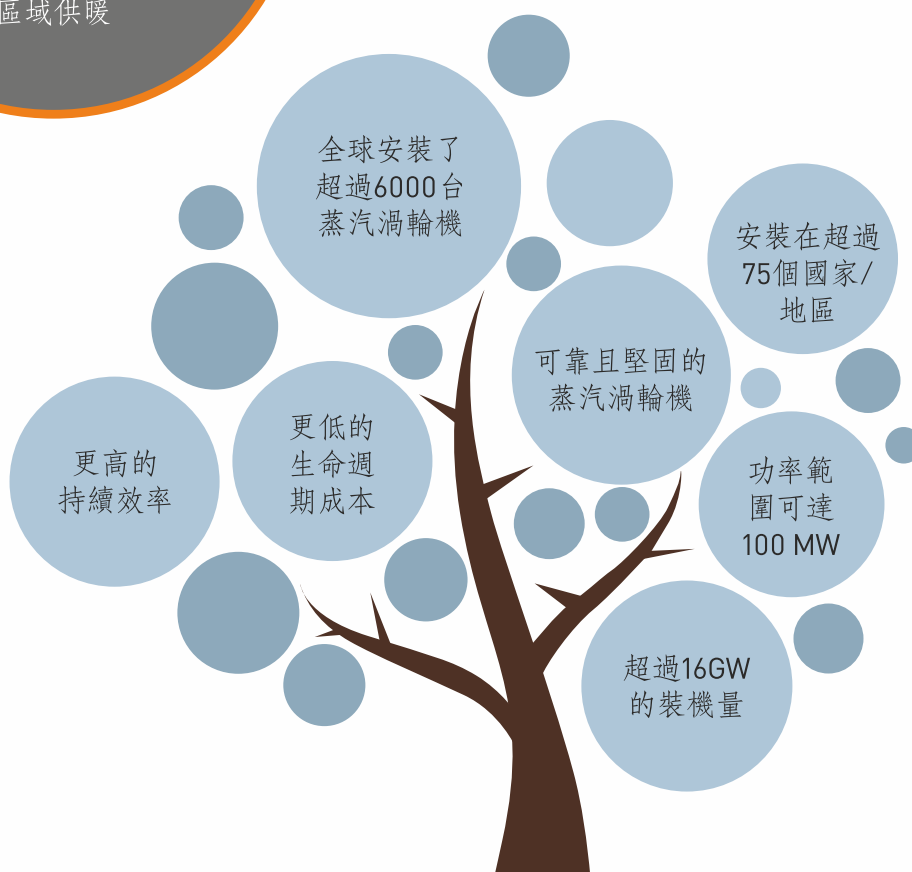 區域供暖
全球安裝了
超過6000台
蒸汽渦輪機
安裝在超過
75個國家/
地區
可靠且堅固的
蒸汽渦輪機
更低的
生命週
期成本
更高的
持續效率
功率範
圍可達
100 MW
超過16GW
的裝機量